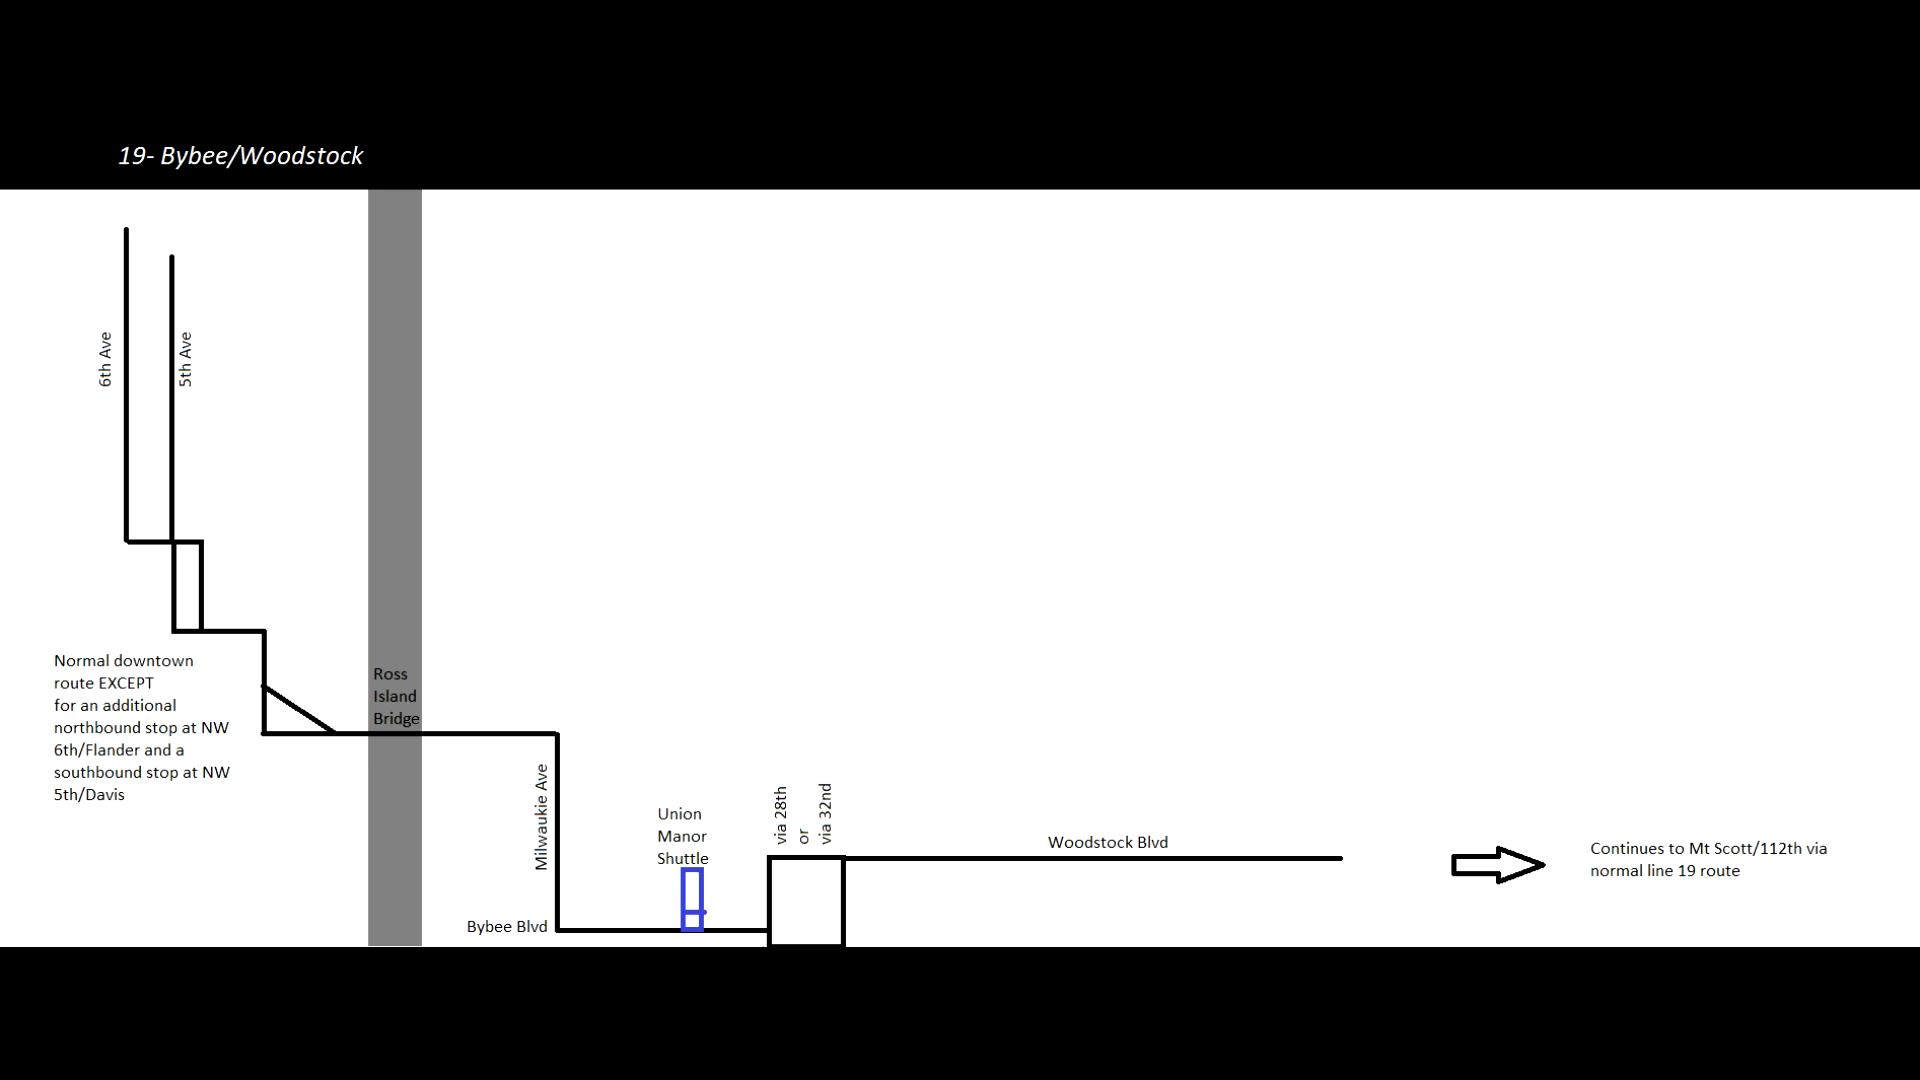 19- Bybee/Woodstock
6th Ave
5th Ave
Normal downtown
route EXCEPT
for an additional
northbound stop at NW
6th/Flander and a
southbound stop at NW
5th/Davis
Ross
Island
Bridge
Milwaukie Ave
Bybee Blvd
Union
Manor
Shuttle
via 28th
or
via 32nd
Woodstock Blvd
Continues to Mt Scott/112th via
normal line 19 route